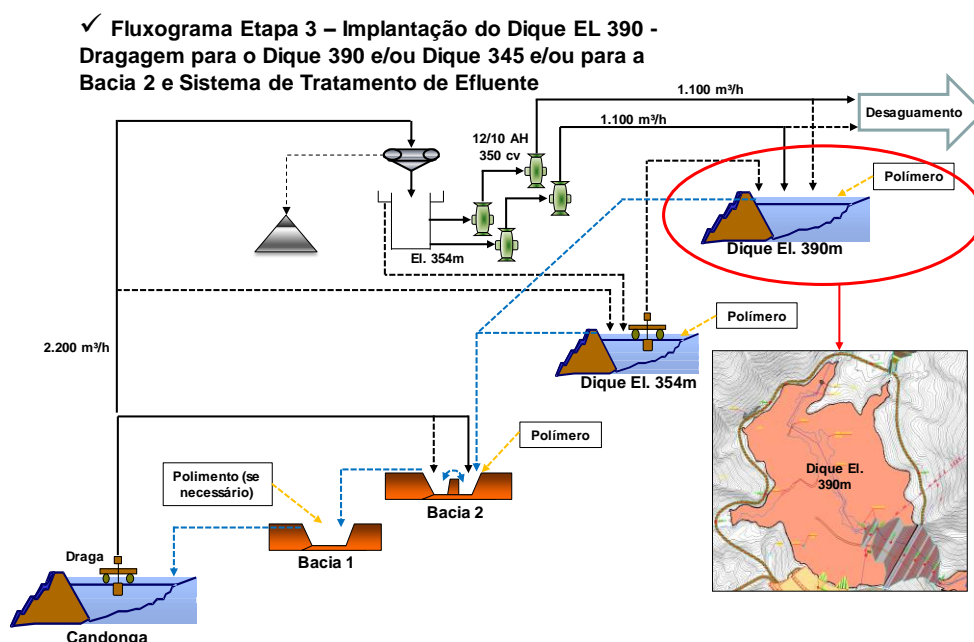 ✓ Fluxograma Etapa 3 – Implantação do Dique EL 390 -
Dragagem para o Dique 390 e/ou Dique 345 e/ou para a
Bacia 2 e Sistema de Tratamento de Efluente
1.100 m³/h
Desaguamento
12/10 AH
350 cv
1.100 m³/h
Polímero
El. 354m
Dique El. 390m
Polímero
2.200 m³/h
Dique El. 354m
Polímero
Polimento (se
necessário)
Bacia 2
Dique El.
390m
Bacia 1
Draga
Candonga